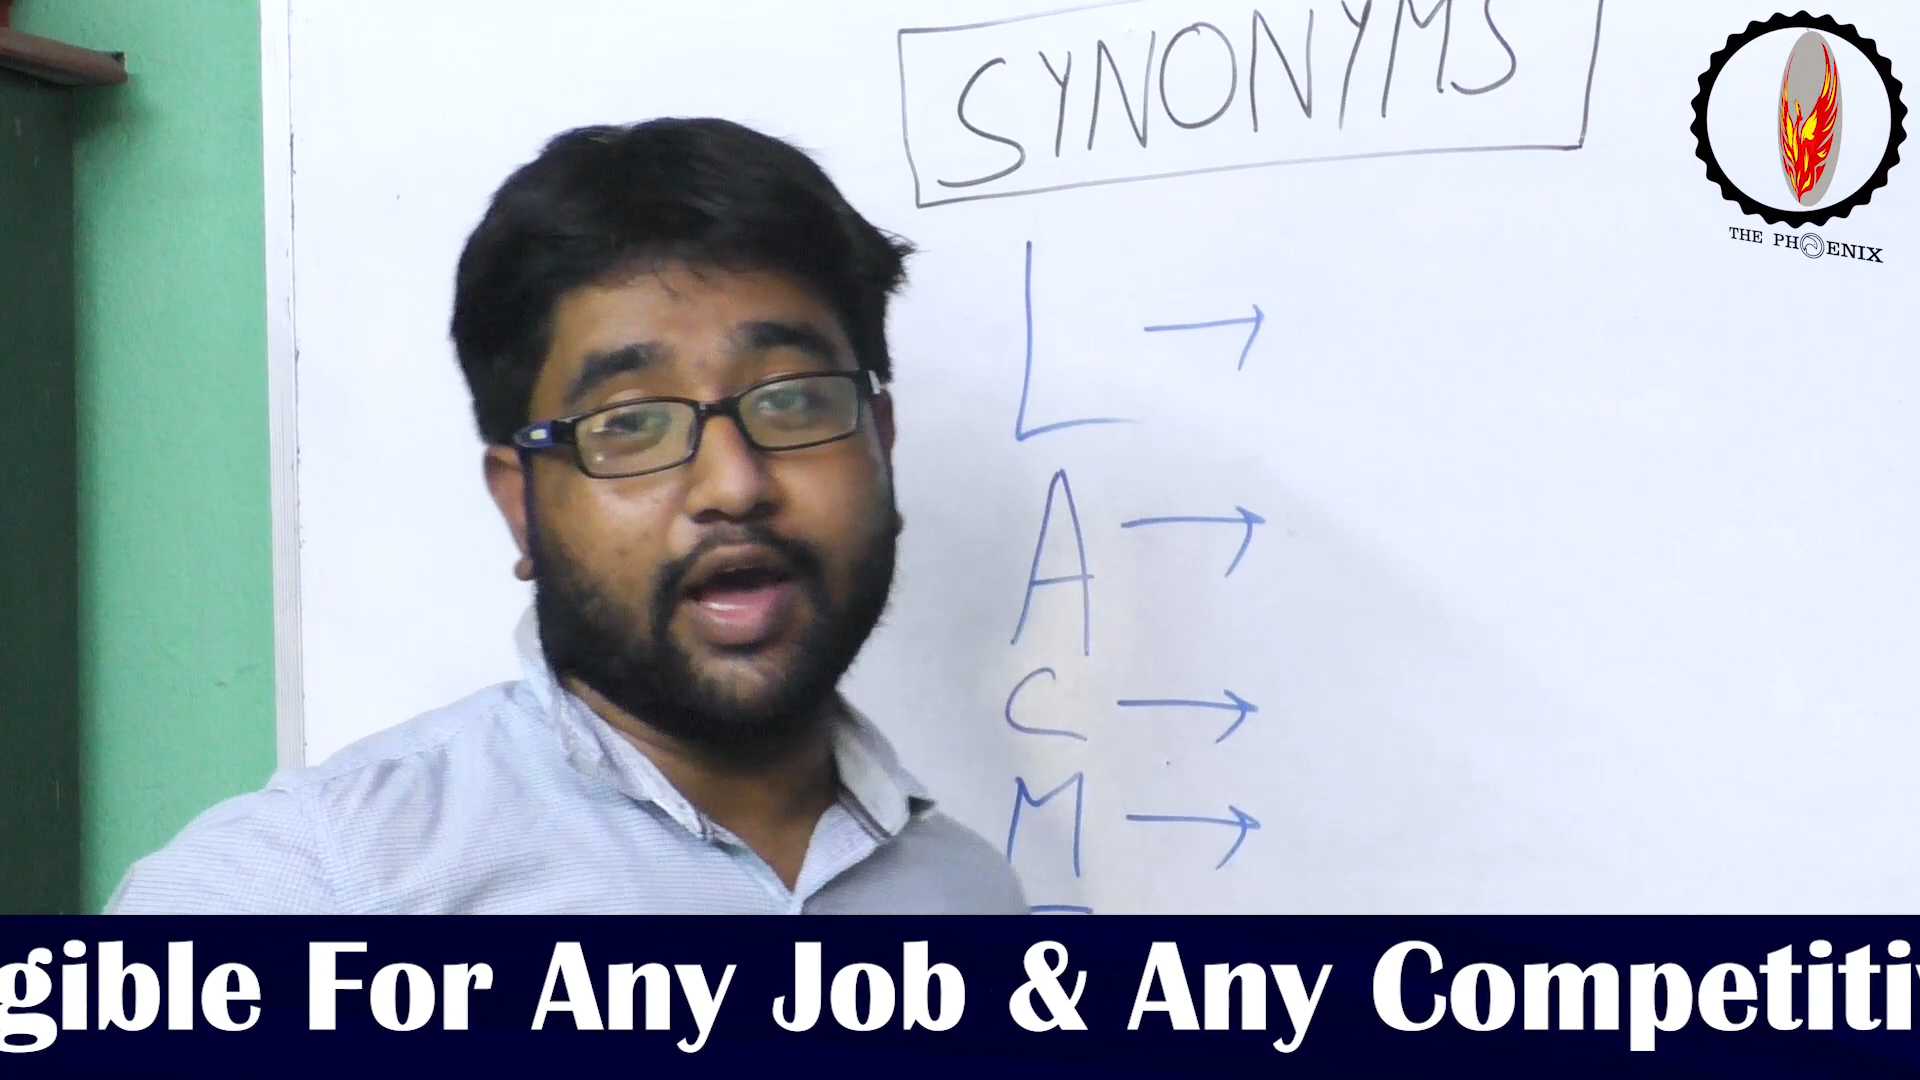 SYNONYMS
THE PHOENIX
L →
A →
C →
M →
gible For Any Job & Any Competiti